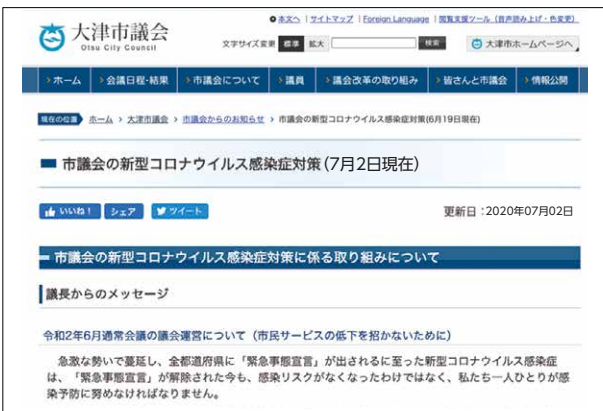 本文へ | サイトマップ | Foreign Language | 閲覧支援ツール（音声読み上げ・色変更）
大津市議会
Otsu City Council
文字サイズ変更 標準 拡大 検索 大津市ホームページへ
ホーム 会議日程・結果 市議会について 議員 議会改革の取り組み 皆さんと市議会 情報公開
現在の位置 ホーム > 大津市議会 > 市議会からのお知らせ > 市議会の新型コロナウイルス感染症対策(6月19日現在)
市議会の新型コロナウイルス感染症対策(7月2日現在)
いいね！ シェア ツイート 更新日：2020年07月02日
市議会の新型コロナウイルス感染症対策に係る取り組みについて
議長からのメッセージ
令和2年6月通常会議の議会運営について（市民サービスの低下を招かないために）
急激な勢いで蔓延し、全都道府県に「緊急事態宣言」が出されるに至った新型コロナウイルス感染症
は、「緊急事態宣言」が解除された今も、感染リスクがなくなったわけではなく、私たち一人ひとりが感
染予防に努めなければなりません。